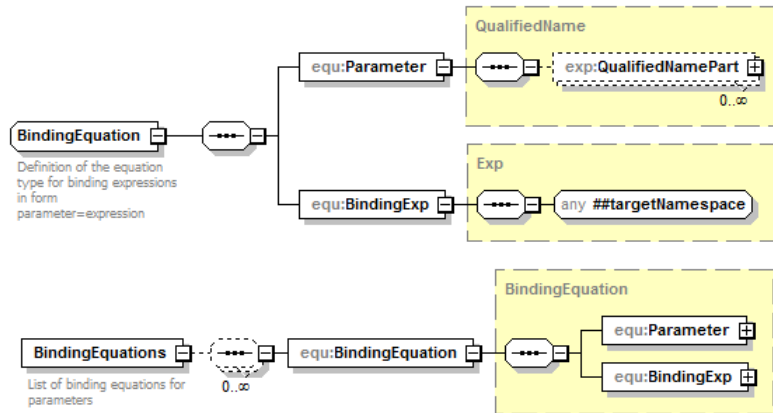 QualifiedName
equ:Parameter
exp:QualifiedNamePart
0..∞
BindingEquation
Definition of the equation
type for binding expressions
in form
parameter=expression
Exp
equ:BindingExp
any ##targetNamespace
BindingEquation
equ:Parameter
BindingEquations
equ:BindingEquation
equ:BindingExp
List of binding equations for
parameters
0..∞